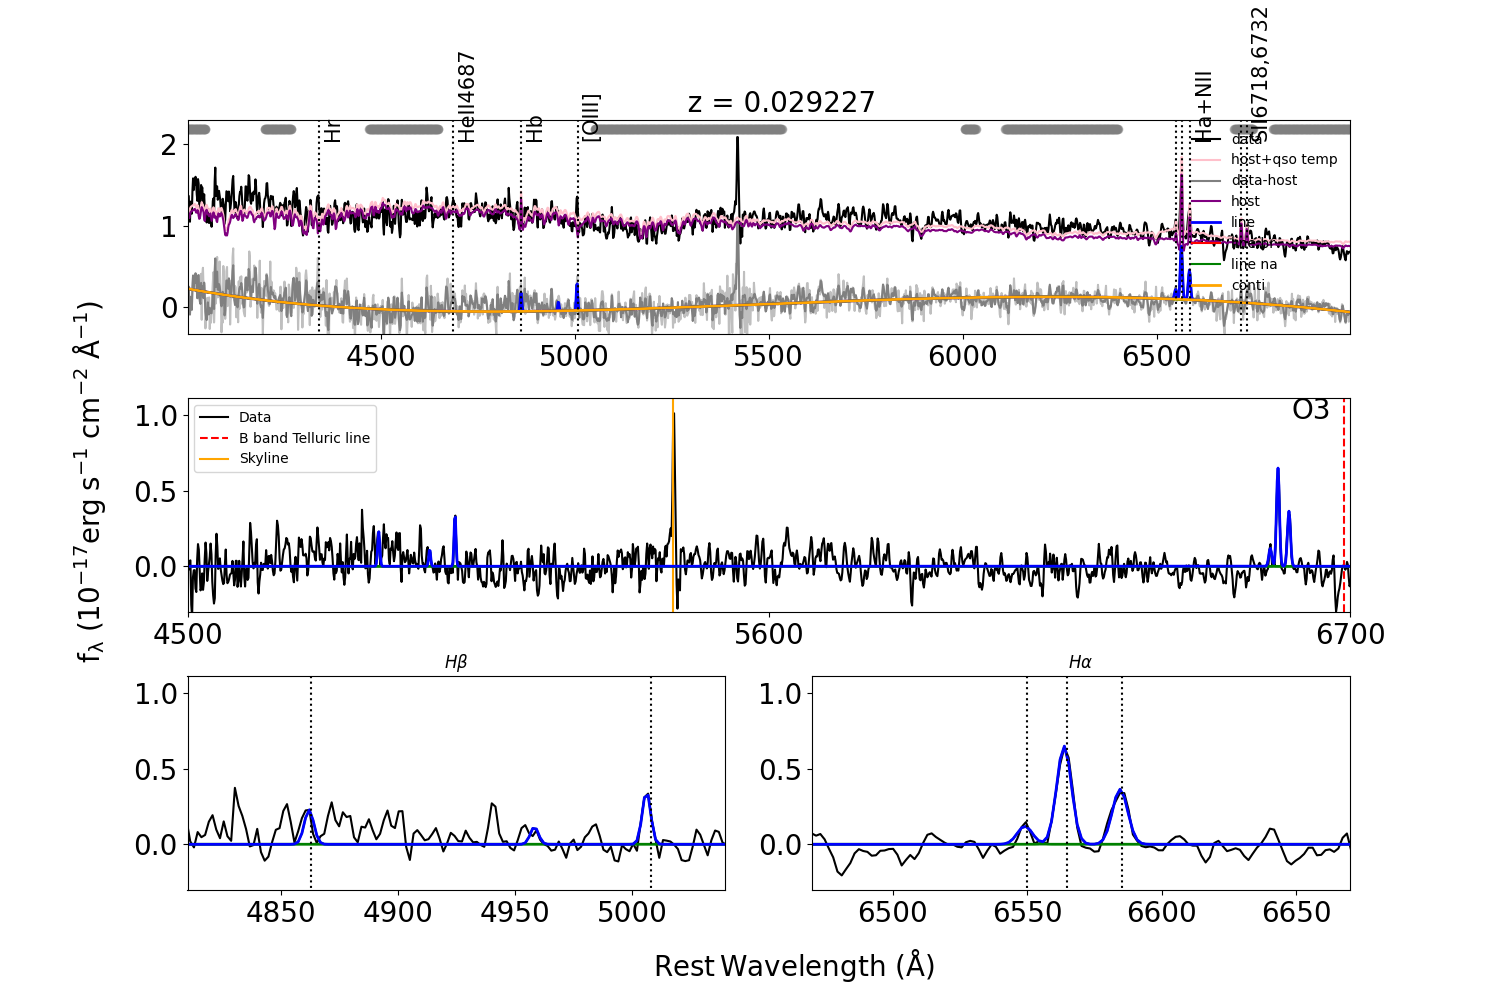 z = 0.029227
Hr
HeII4687
Hb
[OIII]
Ha+NII
SII6718,6732
data
host+qso temp
data-host
host
line
line na
conti
2
1
0
4500 5000 5500 6000 6500
fλ (10⁻¹⁷erg s⁻¹ cm⁻² Å⁻¹)
O3
Data
B band Telluric line
Skyline
1.0
0.5
0.0
4500 5600 6700
Hβ
1.0
0.5
0.0
4850 4900 4950 5000
Hα
1.0
0.5
0.0
6500 6550 6600 6650
Rest Wavelength (Å)